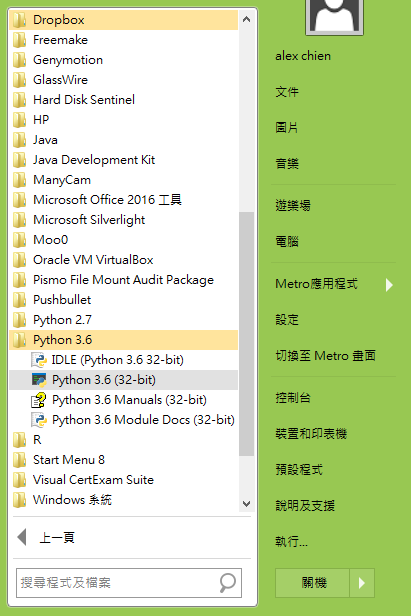 Dropbox
Freemake
Genymotion
GlassWire
Hard Disk Sentinel
HP
Java
Java Development Kit
ManyCam
Microsoft Office 2016 工具
Microsoft Silverlight
Moo0
Oracle VM VirtualBox
Pismo File Mount Audit Package
Pushbullet
Python 2.7
Python 3.6
IDLE (Python 3.6 32-bit)
Python 3.6 (32-bit)
Python 3.6 Manuals (32-bit)
Python 3.6 Module Docs (32-bit)
R
Start Menu 8
Visual CertExam Suite
Windows 系統
上一頁
搜尋程式及檔案
alex chien
文件
圖片
音樂
遊樂場
電腦
Metro應用程式
設定
切換至 Metro 畫面
控制台
裝置和印表機
預設程式
說明及支援
執行...
關機